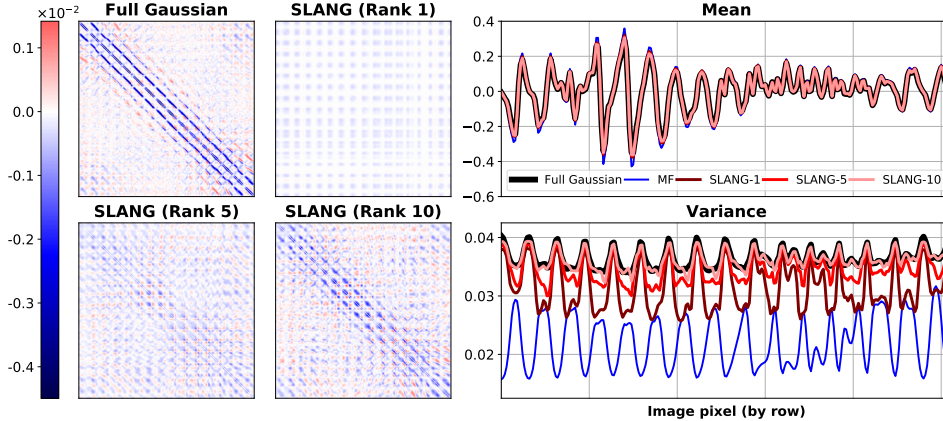 ×10⁻²
0.1
0.0
-0.1
-0.2
-0.3
-0.4
Full Gaussian
SLANG (Rank 1)
SLANG (Rank 5)
SLANG (Rank 10)
Mean
0.4
0.2
0.0
−0.2
−0.4
−0.6
Full Gaussian MF SLANG-1 SLANG-5 SLANG-10
Variance
0.04
0.03
0.02
Image pixel (by row)